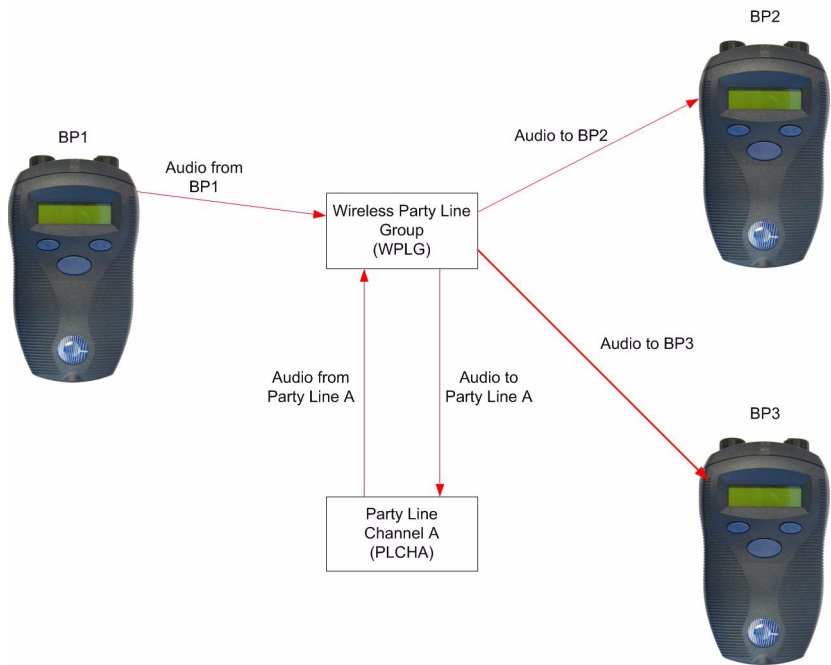 BP2
BP1
Audio from
BP1
Audio to BP2
Wireless Party Line
Group
(WPLG)
Audio to BP3
Audio from
Party Line A
Audio to
Party Line A
BP3
Party Line
Channel A
(PLCHA)